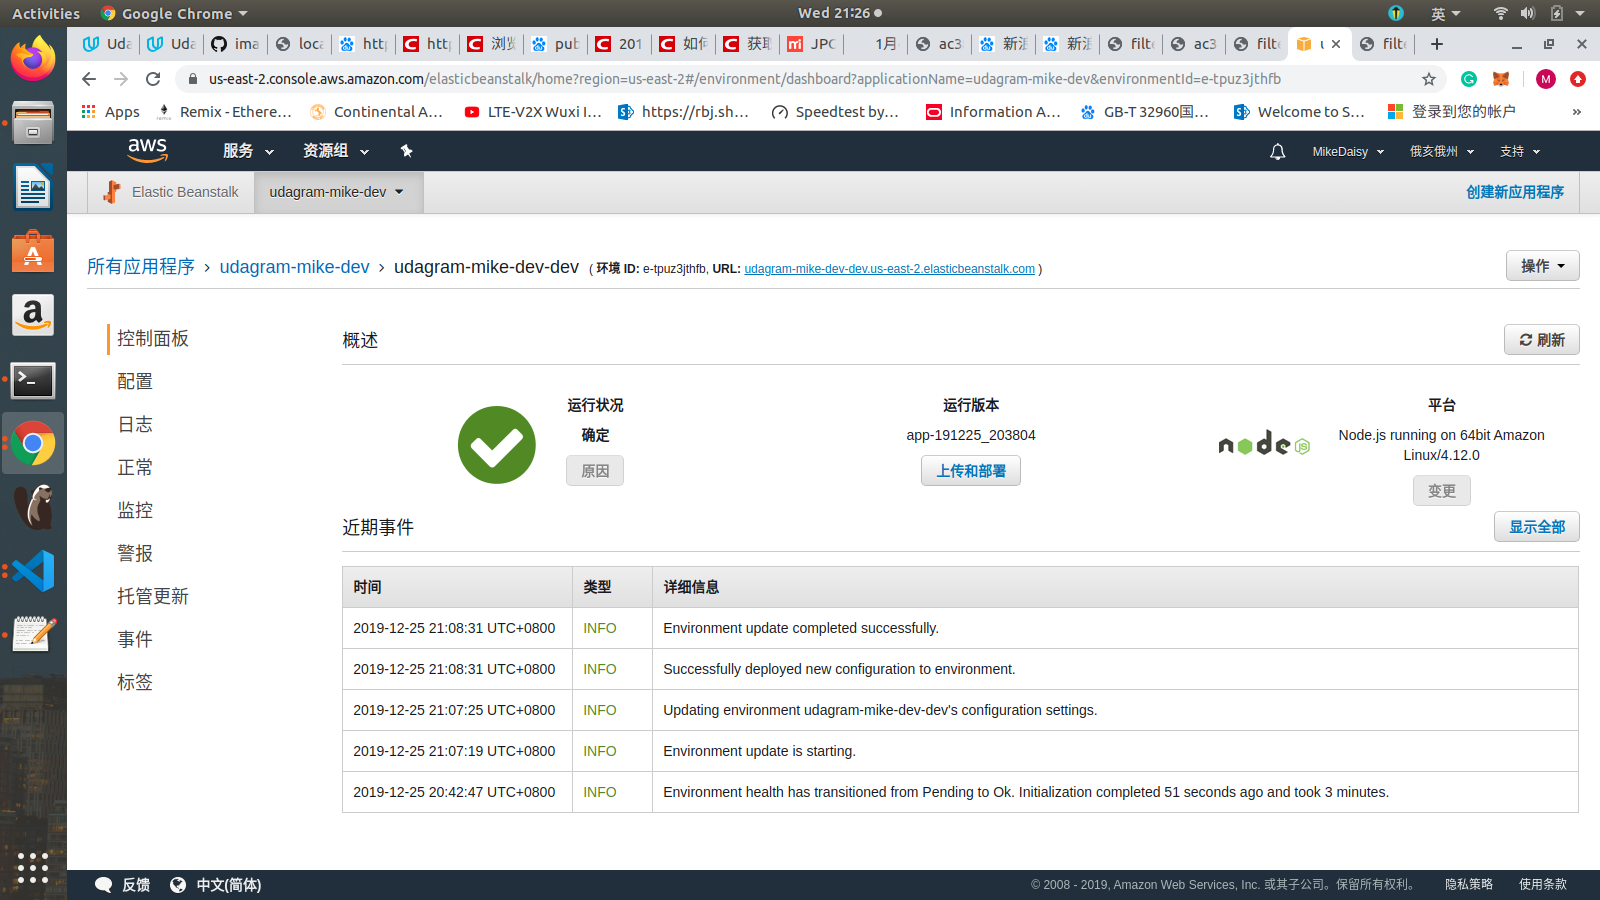 Activities Google Chrome Wed 21:26 英
Uda Uda ima loca http http 浏览 pub 201 如何 获取 JPC 1月 ac3 新浪 新浪 filte ac3 filte u filte
us-east-2.console.aws.amazon.com/elasticbeanstalk/home?region=us-east-2#/environment/dashboard?applicationName=udagram-mike-dev&environmentId=e-tpuz3jthfb M
Apps Remix - Ethere... Continental A... LTE-V2X Wuxi I... https://rbj.sh... Speedtest by... Information A... GB-T 32960国... Welcome to S... 登录到您的帐户 »
aws 服务 资源组 MikeDaisy 俄亥俄州 支持
Elastic Beanstalk udagram-mike-dev 创建新应用程序
所有应用程序 › udagram-mike-dev › udagram-mike-dev-dev ( 环境 ID: e-tpuz3jthfb, URL: udagram-mike-dev-dev.us-east-2.elasticbeanstalk.com ) 操作
控制面板
配置
日志
正常
监控
警报
托管更新
事件
标签
概述 刷新
运行状况
确定
原因
运行版本
app-191225_203804
上传和部署
node JS
平台
Node.js running on 64bit Amazon
Linux/4.12.0
变更
近期事件 显示全部
时间 类型 详细信息
2019-12-25 21:08:31 UTC+0800 INFO Environment update completed successfully.
2019-12-25 21:08:31 UTC+0800 INFO Successfully deployed new configuration to environment.
2019-12-25 21:07:25 UTC+0800 INFO Updating environment udagram-mike-dev-dev's configuration settings.
2019-12-25 21:07:19 UTC+0800 INFO Environment update is starting.
2019-12-25 20:42:47 UTC+0800 INFO Environment health has transitioned from Pending to Ok. Initialization completed 51 seconds ago and took 3 minutes.
反馈 中文(简体) © 2008 - 2019, Amazon Web Services, Inc. 或其子公司。保留所有权利。 隐私策略 使用条款